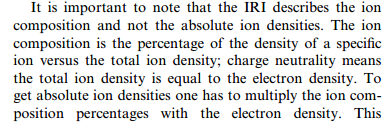 It is important to note that the IRI describes the ion
composition and not the absolute ion densities. The ion
composition is the percentage of the density of a specific
ion versus the total ion density; charge neutrality means
the total ion density is equal to the electron density. To
get absolute ion densities one has to multiply the ion com-
position percentages with the electron density. This